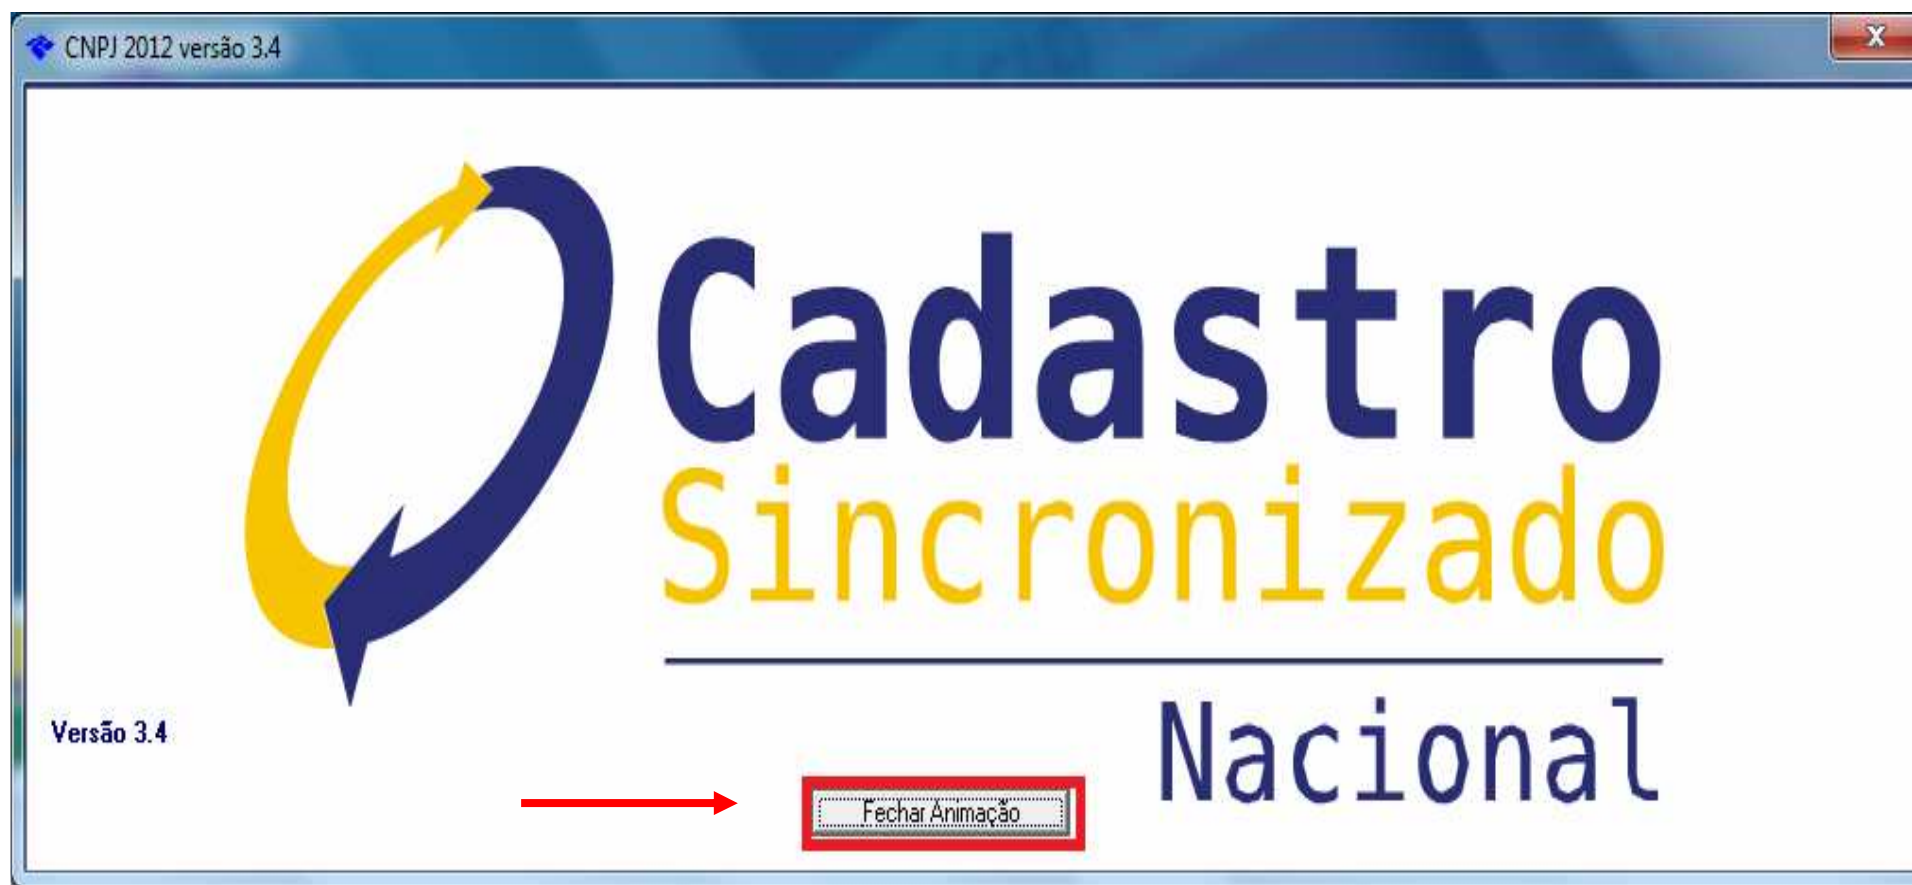 CNPJ 2012 versão 3.4
X
Cadastro
Sincronizado
Nacional
Versão 3.4
Fechar Animação